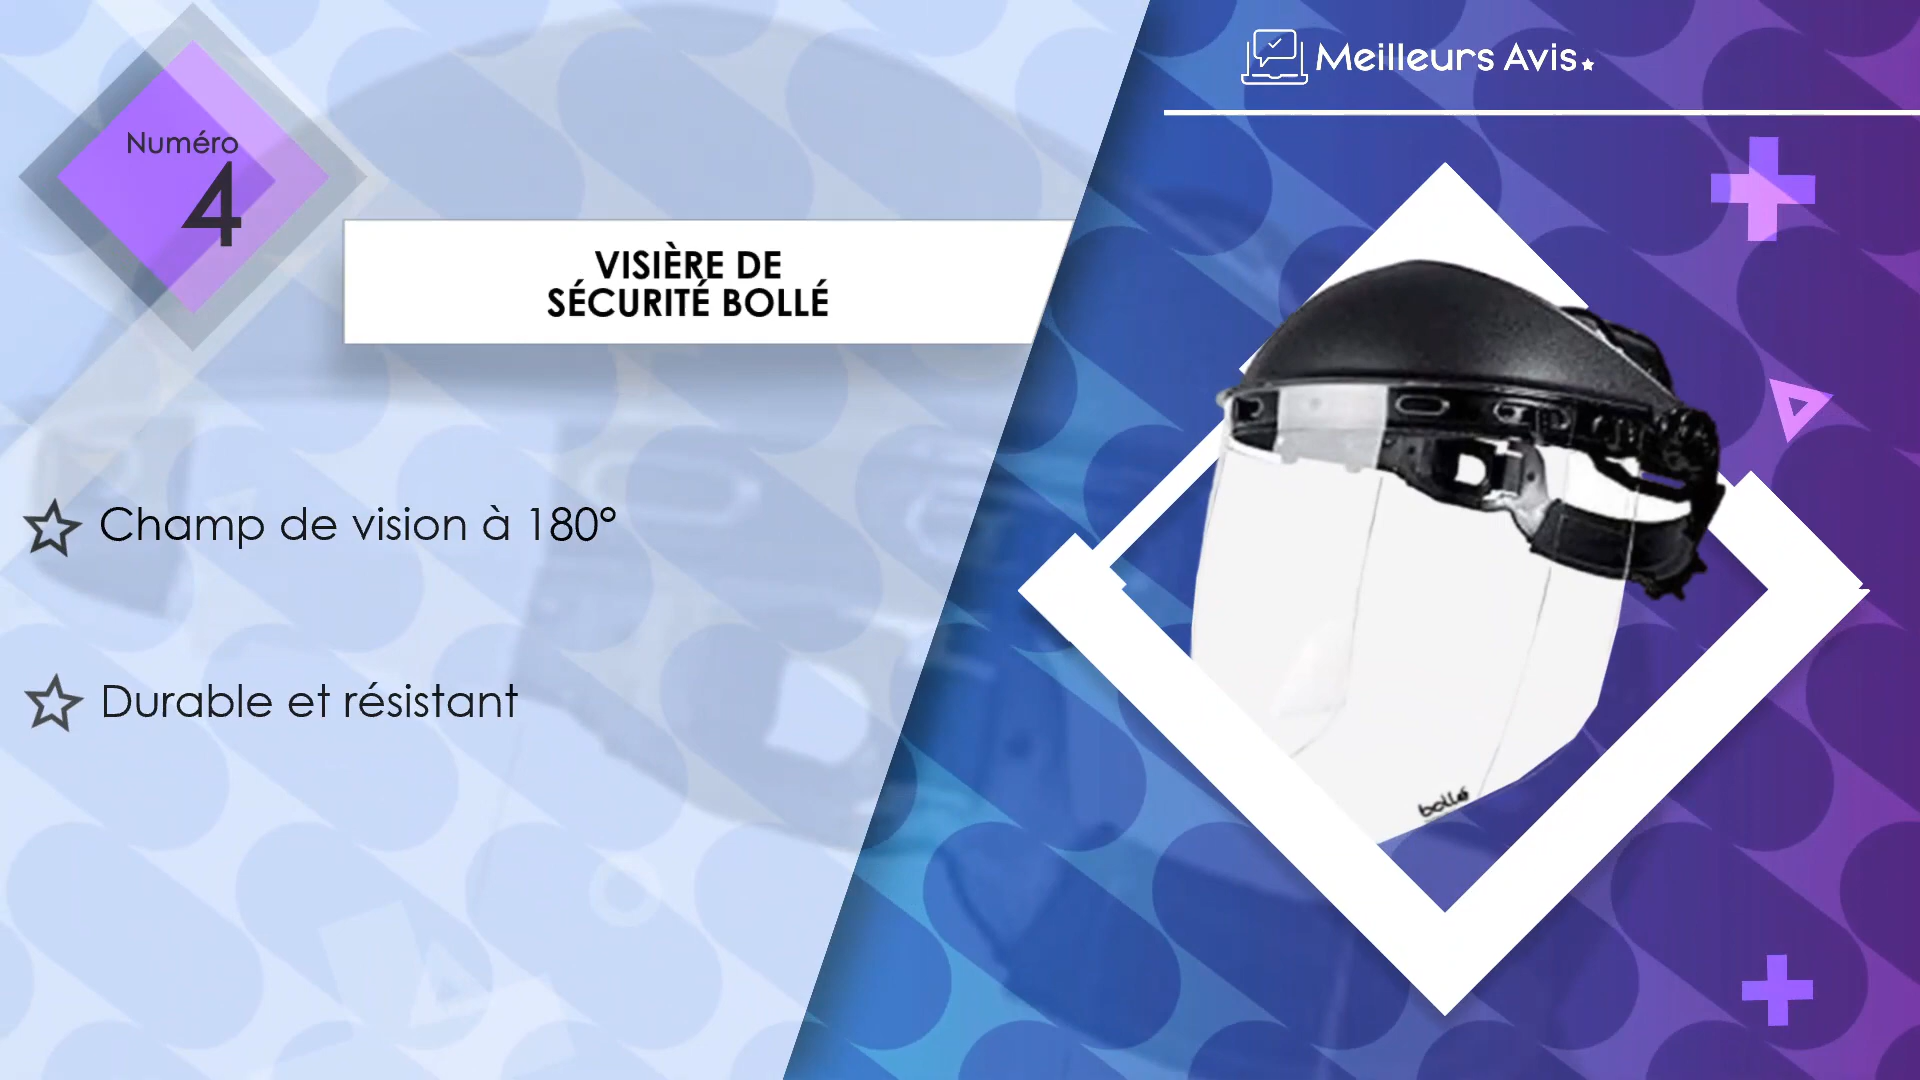 Meilleurs Avis
Numéro
4
VISIÈRE DE
SÉCURITÉ BOLLÉ
Champ de vision à 180°
Durable et résistant
bollé